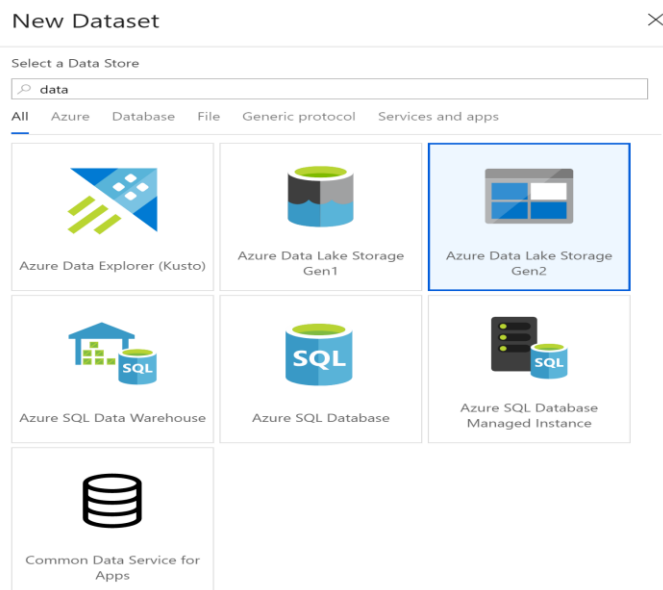 New Dataset
Select a Data Store
data
All Azure Database File Generic protocol Services and apps
Azure Data Explorer (Kusto)
Azure Data Lake Storage
Gen1
Azure Data Lake Storage
Gen2
SQL
Azure SQL Data Warehouse
SQL
Azure SQL Database
SQL
Azure SQL Database
Managed Instance
Common Data Service for
Apps